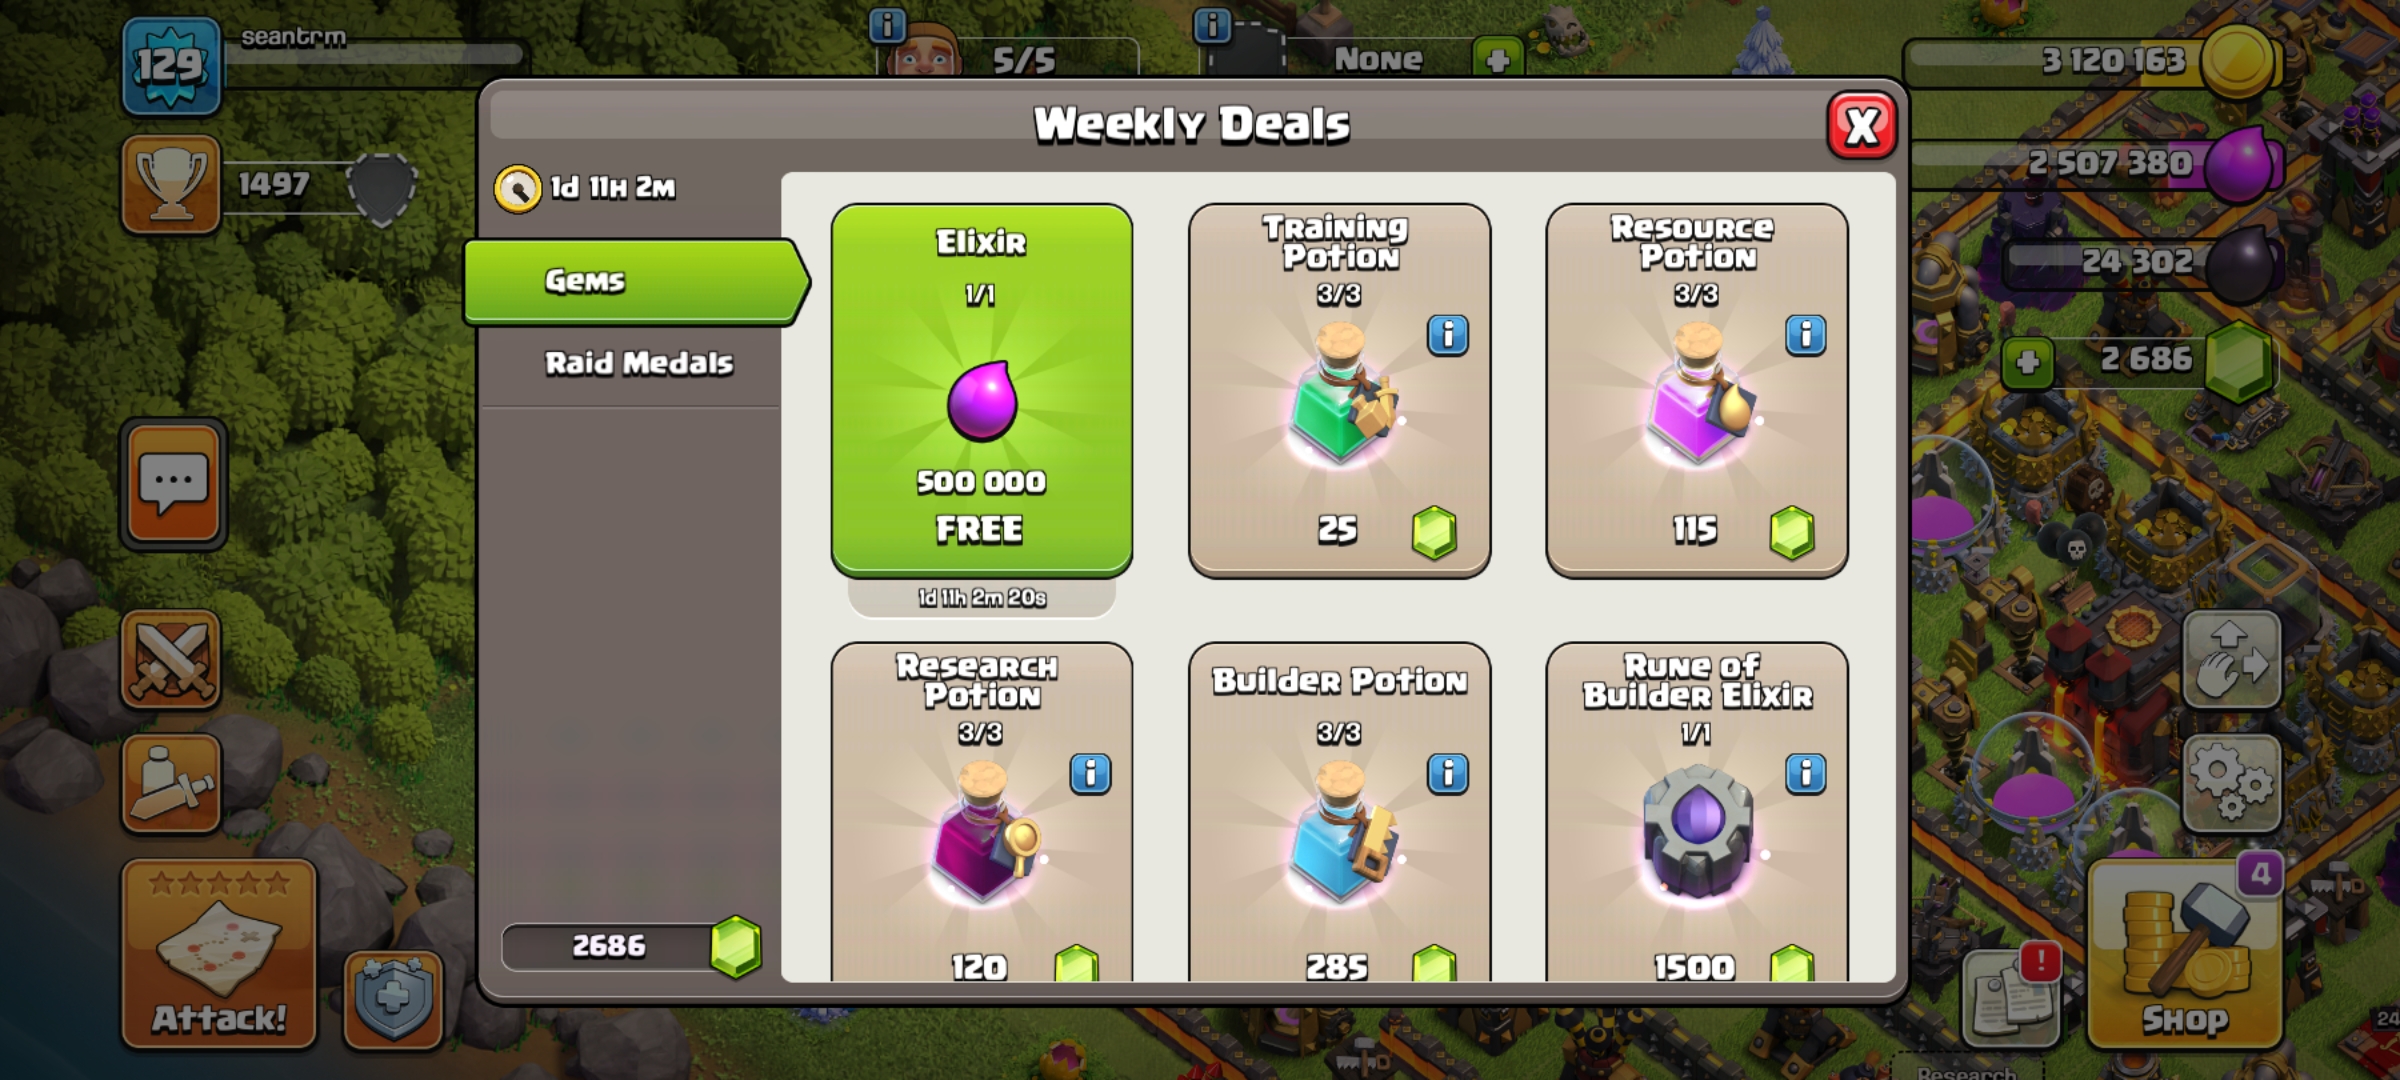 129
seantrm
5/5
None
3 120 163
1497
2 507 380
24 302
2 686
Weekly Deals
X
1d 11H 2M
Gems
Raid Medals
Elixir
1/1
500 000
FREE
1d 11h 2m 20s
Training
Potion
3/3
25
Resource
Potion
3/3
115
Research
Potion
3/3
120
Builder Potion
3/3
285
Rune of
Builder Elixir
1/1
1500
2686
Attack!
4
!
Shop
Research
24